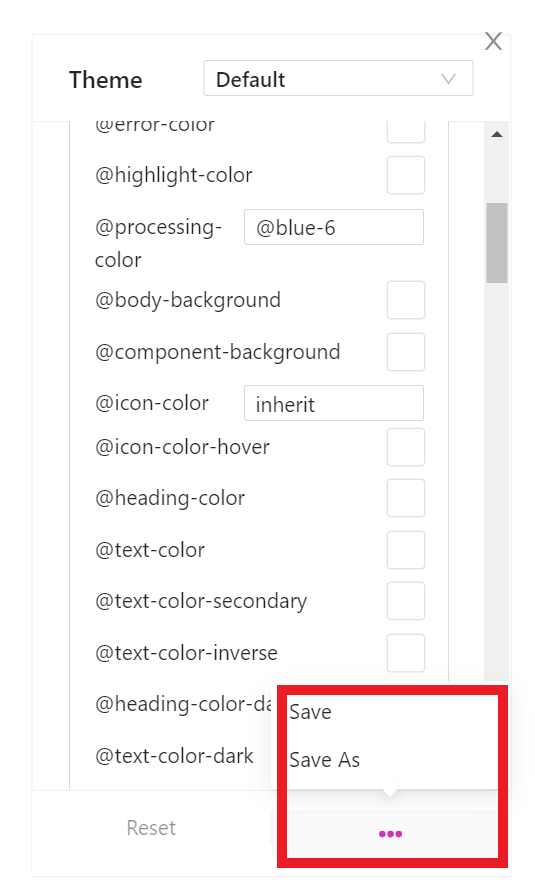 X
Theme
Default
@error-color
@highlight-color
@processing-
color
@blue-6
@body-background
@component-background
@icon-color
inherit
@icon-color-hover
@heading-color
@text-color
@text-color-secondary
@text-color-inverse
@heading-color-da
@text-color-dark
Save
Save As
Reset